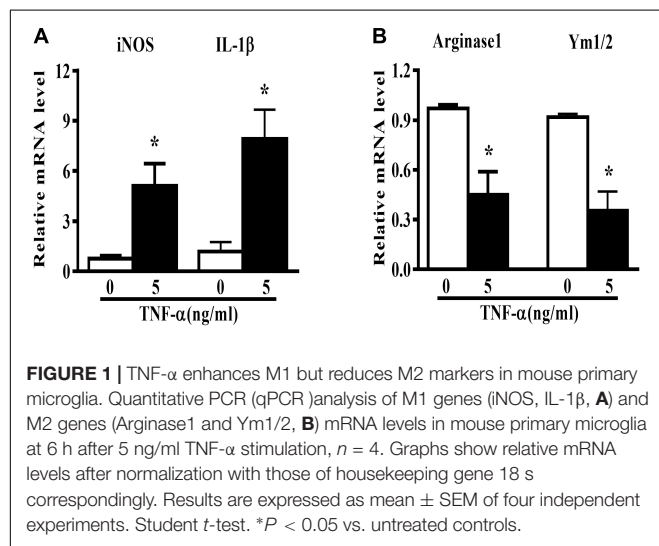 A
iNOS IL-1β
Relative mRNA level
12
9
6
3
0
* *
0 5 0 5
TNF-α(ng/ml)
B
Arginase1 Ym1/2
Relative mRNA level
1.2
0.9
0.6
0.3
0.0
* *
0 5 0 5
TNF-α(ng/ml)
FIGURE 1 | TNF-α enhances M1 but reduces M2 markers in mouse primary
microglia. Quantitative PCR (qPCR )analysis of M1 genes (iNOS, IL-1β, A) and
M2 genes (Arginase1 and Ym1/2, B) mRNA levels in mouse primary microglia
at 6 h after 5 ng/ml TNF-α stimulation, n = 4. Graphs show relative mRNA
levels after normalization with those of housekeeping gene 18 s
correspondingly. Results are expressed as mean ± SEM of four independent
experiments. Student t-test. *P < 0.05 vs. untreated controls.